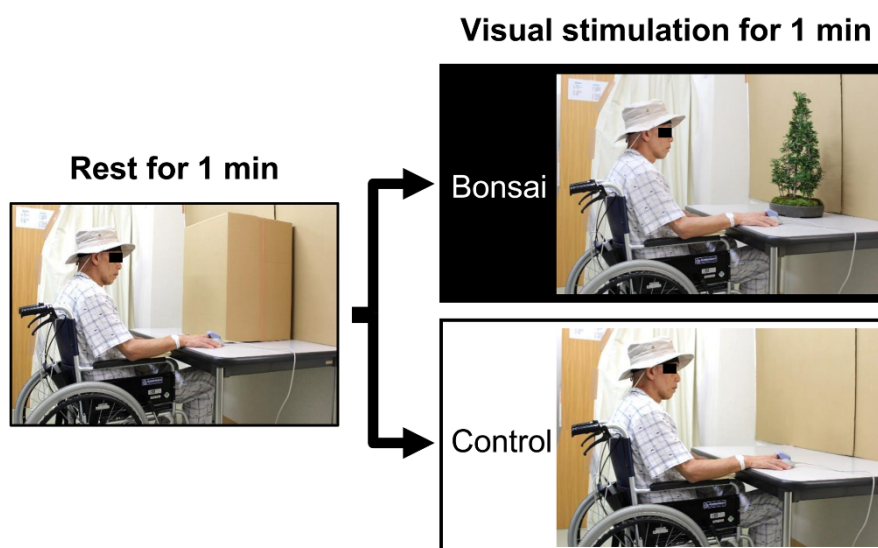 Visual stimulation for 1 min
Rest for 1 min
Bonsai
Control